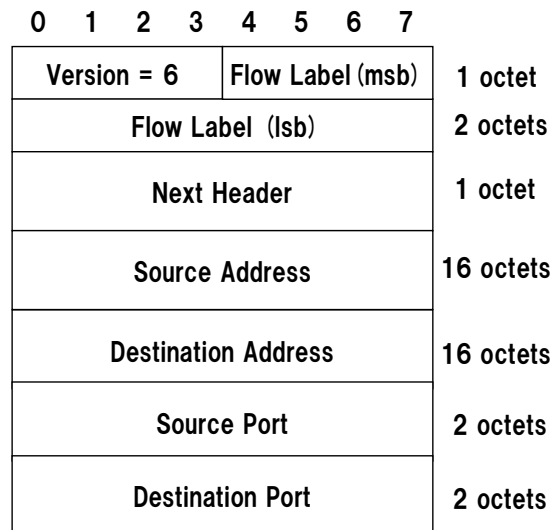 0 1 2 3 4 5 6 7
Version = 6 Flow Label (msb) 1 octet
Flow Label (lsb) 2 octets
Next Header 1 octet
Source Address 16 octets
Destination Address 16 octets
Source Port 2 octets
Destination Port 2 octets